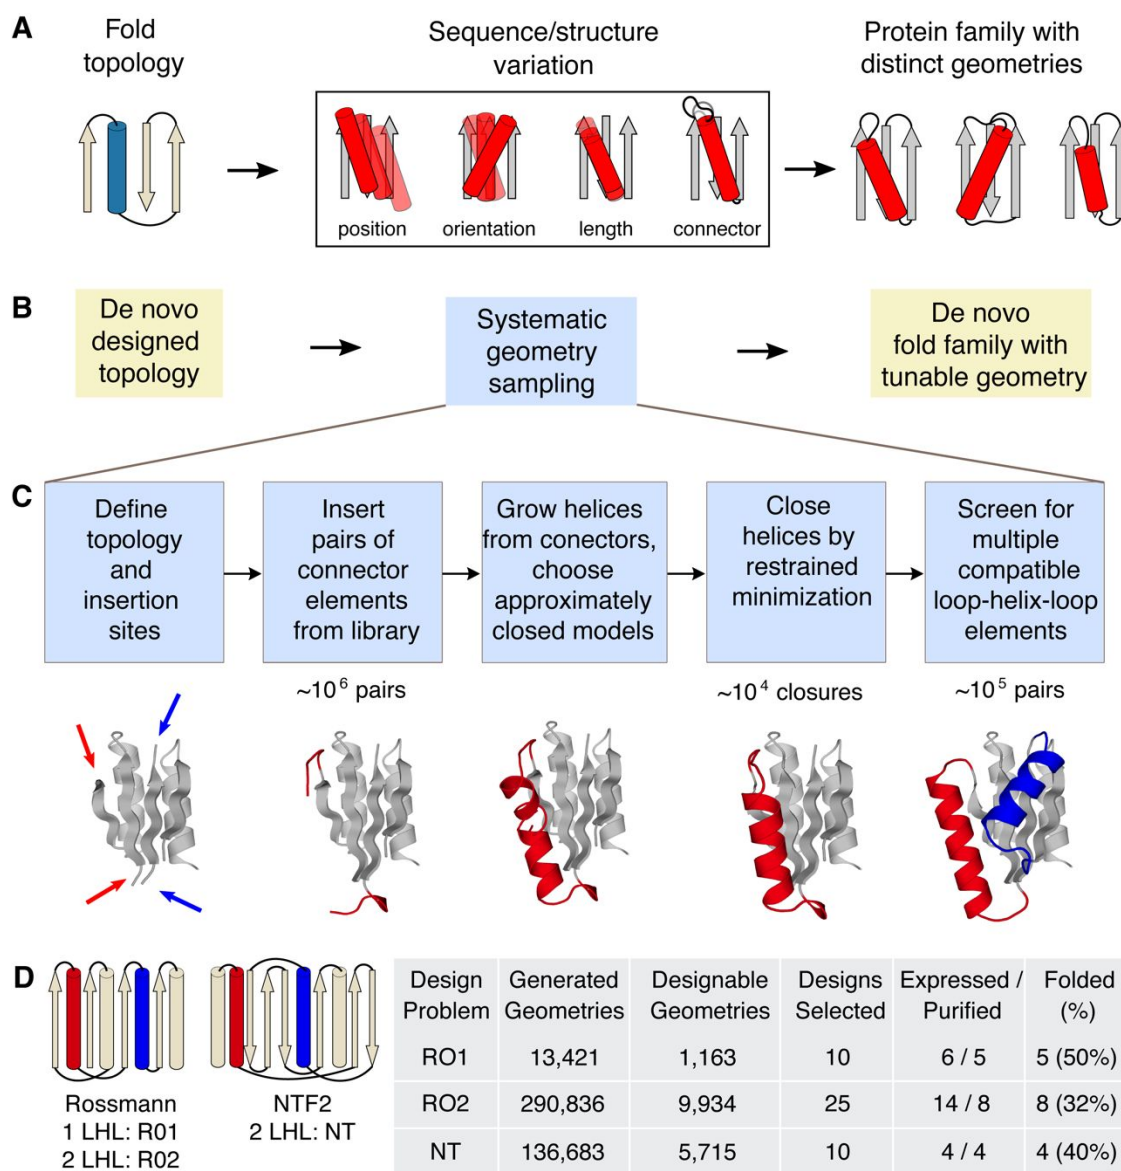 A
Fold
topology
Sequence/structure
variation
Protein family with
distinct geometries
position
orientation
length
connector
B
De novo
designed
topology
Systematic
geometry
sampling
De novo
fold family with
tunable geometry
C
Define
topology
and
insertion
sites
Insert
pairs of
connector
elements
from library
Grow helices
from conectors,
choose
approximately
closed models
Close
helices by
restrained
minimization
Screen for
multiple
compatible
loop-helix-loop
elements
~10⁶ pairs
~10⁴ closures
~10⁵ pairs
D
Rossmann
1 LHL: R01
2 LHL: R02
NTF2
2 LHL: NT
Design Generated Designable Designs Expressed / Folded
Problem Geometries Geometries Selected Purified (%)
RO1 13,421 1,163 10 6 / 5 5 (50%)
RO2 290,836 9,934 25 14 / 8 8 (32%)
NT 136,683 5,715 10 4 / 4 4 (40%)